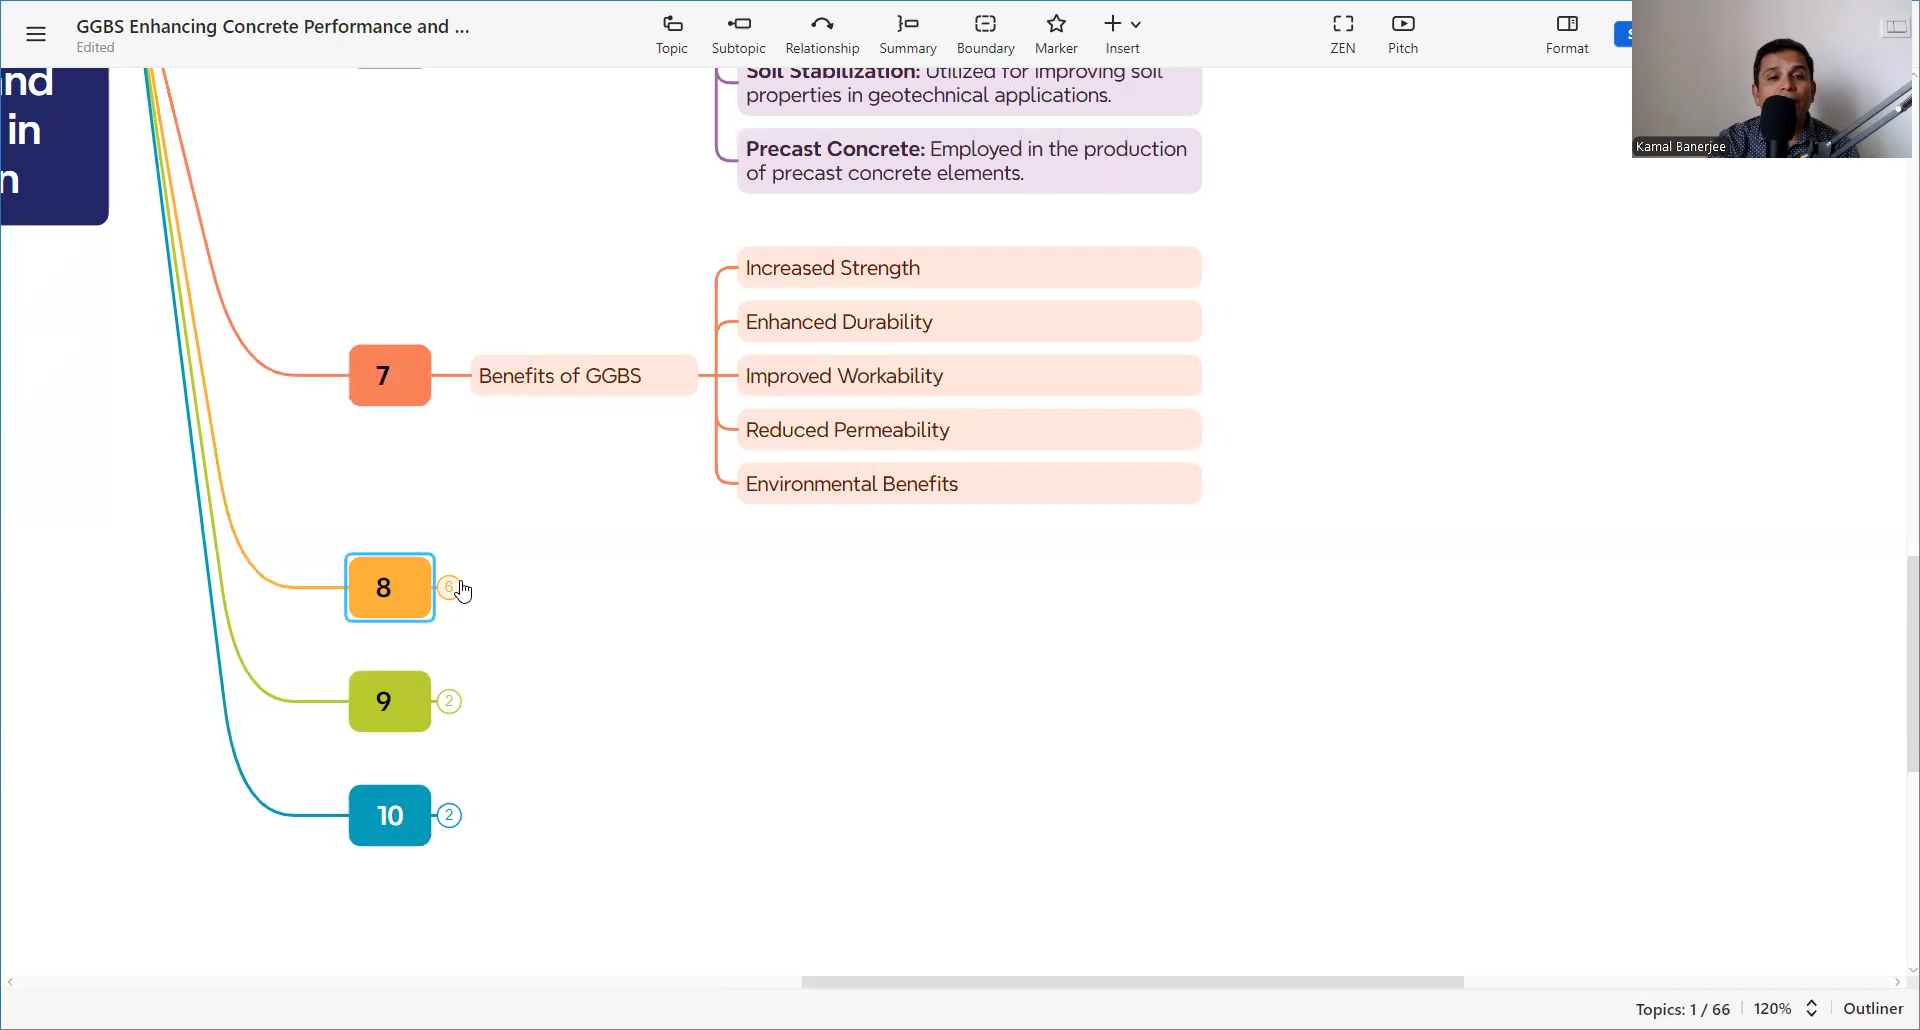 GGBS Enhancing Concrete Performance and ...
Edited
Topic
Subtopic
Relationship
Summary
Boundary
Marker
Insert
ZEN
Pitch
Format
Kamal Banerjee
nd
in
n
Soil Stabilization: Utilized for improving soil
properties in geotechnical applications.
Precast Concrete: Employed in the production
of precast concrete elements.
7
Benefits of GGBS
Increased Strength
Enhanced Durability
Improved Workability
Reduced Permeability
Environmental Benefits
8
6
9
2
10
2
Topics: 1 / 66
120%
Outliner